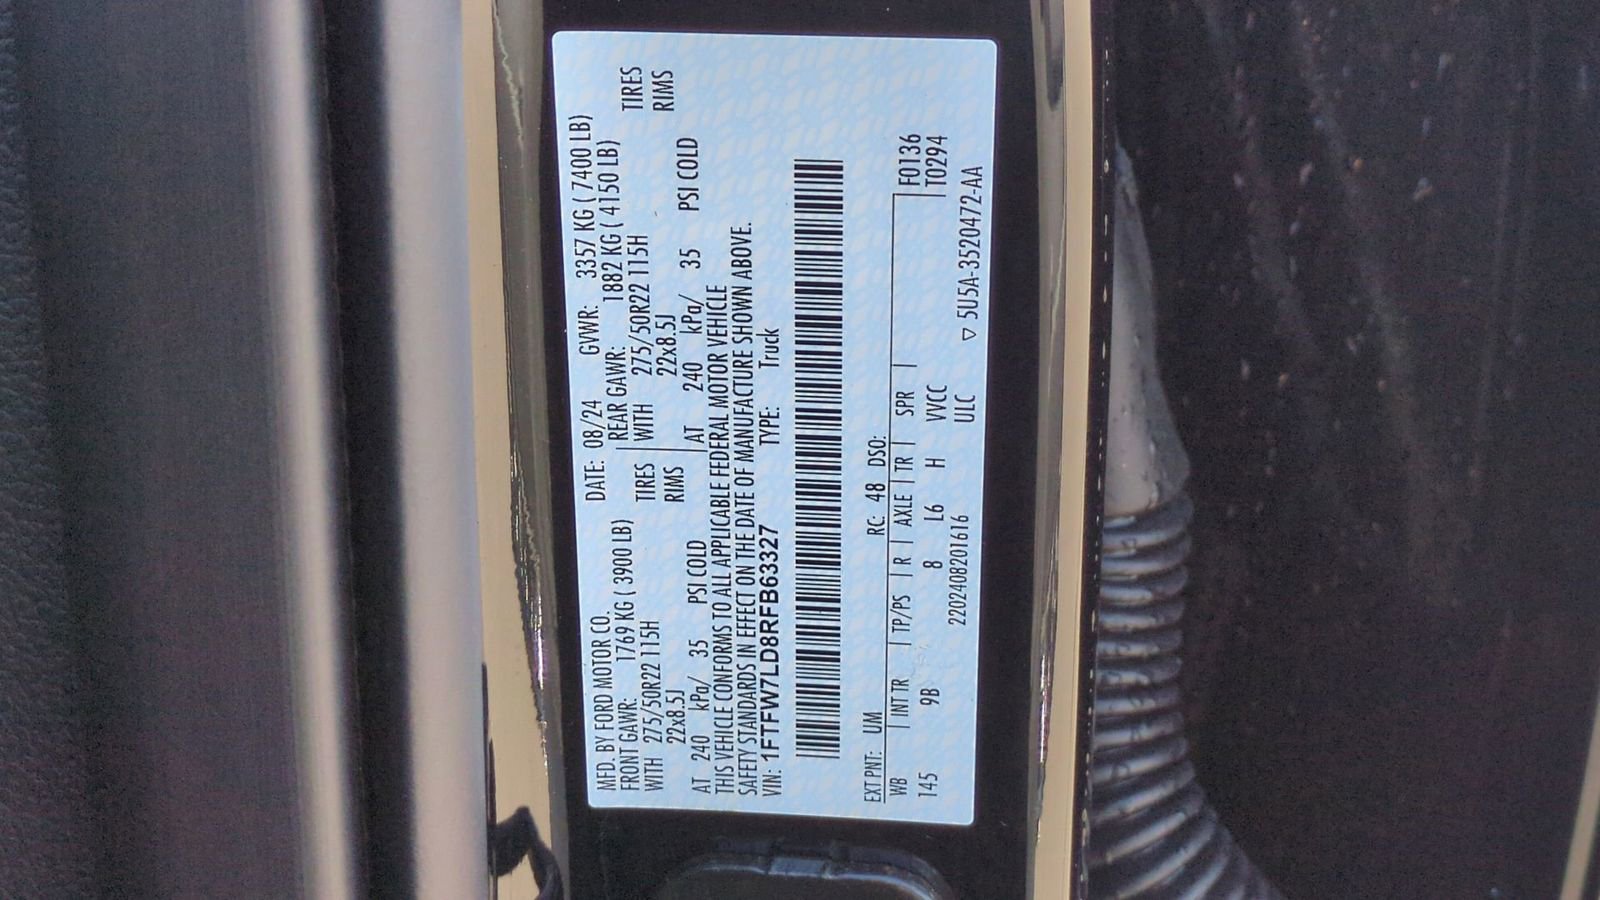 MFD. BY FORD MOTOR CO. DATE: 08/24 GVWR: 3357 KG ( 7400 LB)
FRONT GAWR: 1769 KG ( 3900 LB) REAR GAWR: 1882 KG ( 4150 LB)
WITH 275/50R22 115H TIRES WITH 275/50R22 115H TIRES
22x8.5J RIMS 22x8.5J RIMS
AT 240 kPa/ 35 PSI COLD AT 240 kPa/ 35 PSI COLD
THIS VEHICLE CONFORMS TO ALL APPLICABLE FEDERAL MOTOR VEHICLE
SAFETY STANDARDS IN EFFECT ON THE DATE OF MANUFACTURE SHOWN ABOVE.
VIN: 1FTFW7LD8RFB63327 TYPE: Truck
EXT PNT: UM RC: 48 DSO:
WB | INT TR | TP/PS | R | AXLE | TR | SPR | F0136
145 9B 8 L6 H VVCC T0294
2202408201616 ULC ▽ 5U5A-3520472-AA